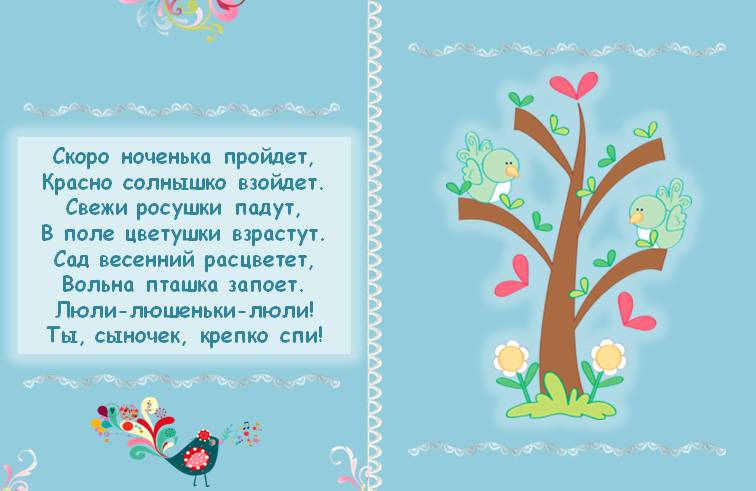 Скоро ноченька пройдет,
Красно солнышко взойдет.
Свежи росушки падут,
В поле цветушки взрастут.
Сад весенний расцветет,
Вольна пташка запоет.
Люли-люшеньки-люли!
Ты, сыночек, крепко спи!